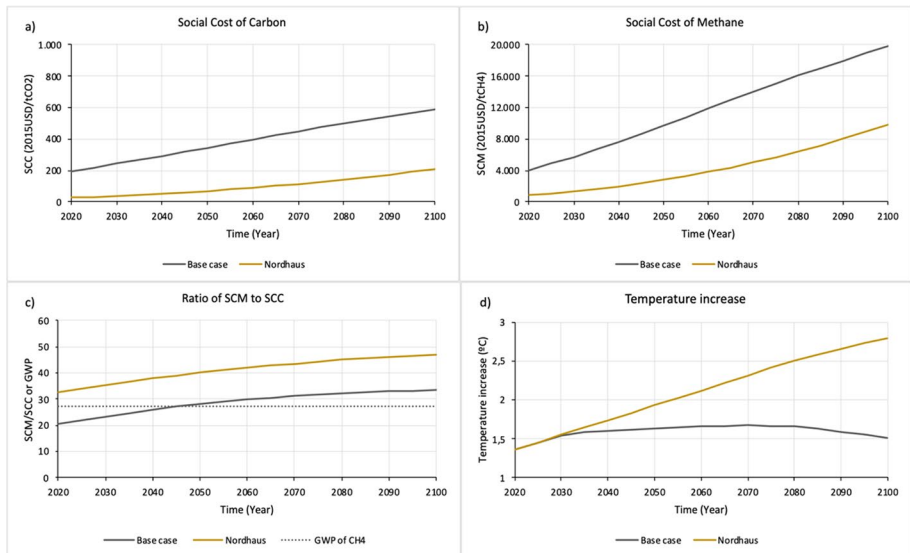 a)
Social Cost of Carbon
SCC (2015USD/tCO2)
1.000
800
600
400
200
0
2020 2030 2040 2050 2060 2070 2080 2090 2100
Time (Year)
Base case Nordhaus
b)
Social Cost of Methane
SCM (2015USD/tCH4)
20.000
16.000
12.000
8.000
4.000
0
2020 2030 2040 2050 2060 2070 2080 2090 2100
Time (Year)
Base case Nordhaus
c)
Ratio of SCM to SCC
SCM/SCC or GWP
60
50
40
30
20
10
0
2020 2030 2040 2050 2060 2070 2080 2090 2100
Time (Year)
Base case Nordhaus GWP of CH4
d)
Temperature increase
Temperature increase (ºC)
3
2,5
2
1,5
1
2020 2030 2040 2050 2060 2070 2080 2090 2100
Time (Year)
Base case Nordhaus